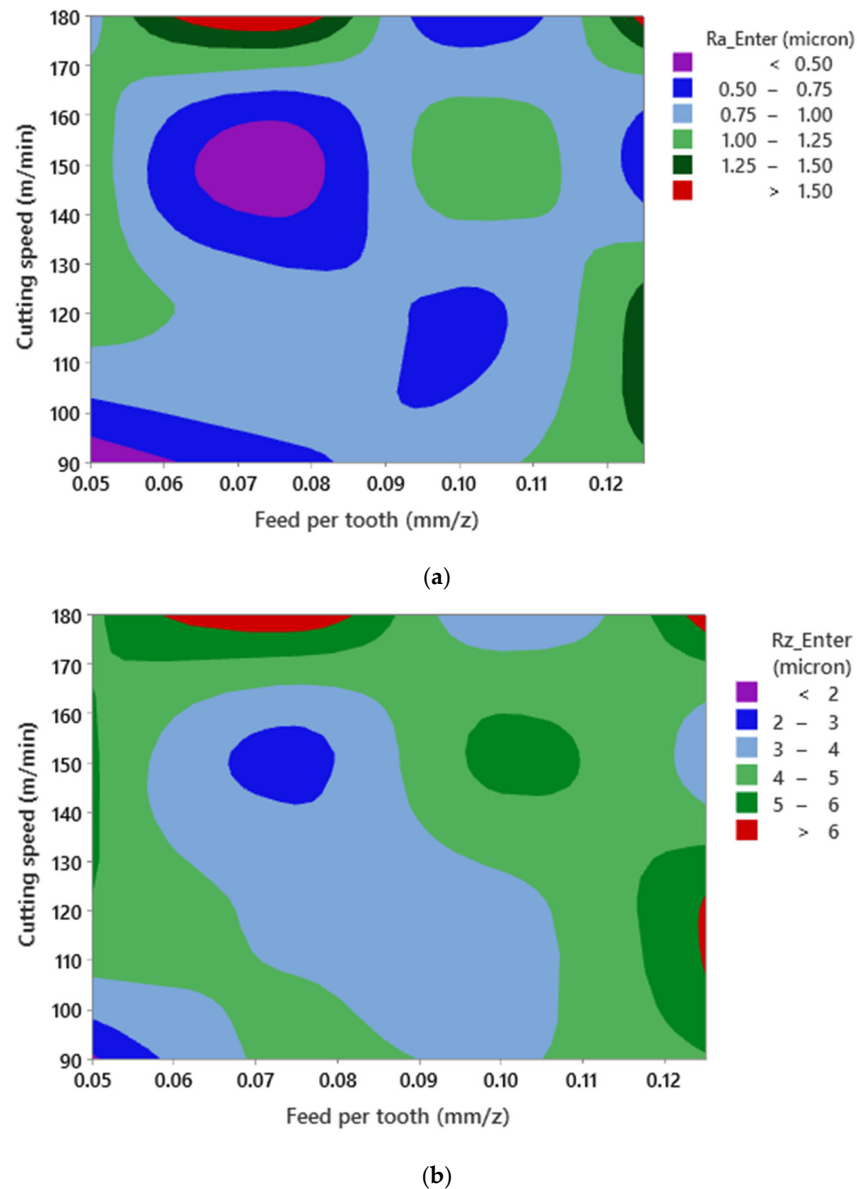 Ra_Enter (micron)
< 0.50
0.50 – 0.75
0.75 – 1.00
1.00 – 1.25
1.25 – 1.50
> 1.50
Cutting speed (m/min)
180
170
160
150
140
130
120
110
100
90
0.05 0.06 0.07 0.08 0.09 0.10 0.11 0.12
Feed per tooth (mm/z)
(a)
Rz_Enter
(micron)
< 2
2 – 3
3 – 4
4 – 5
5 – 6
> 6
Cutting speed (m/min)
180
170
160
150
140
130
120
110
100
90
0.05 0.06 0.07 0.08 0.09 0.10 0.11 0.12
Feed per tooth (mm/z)
(b)